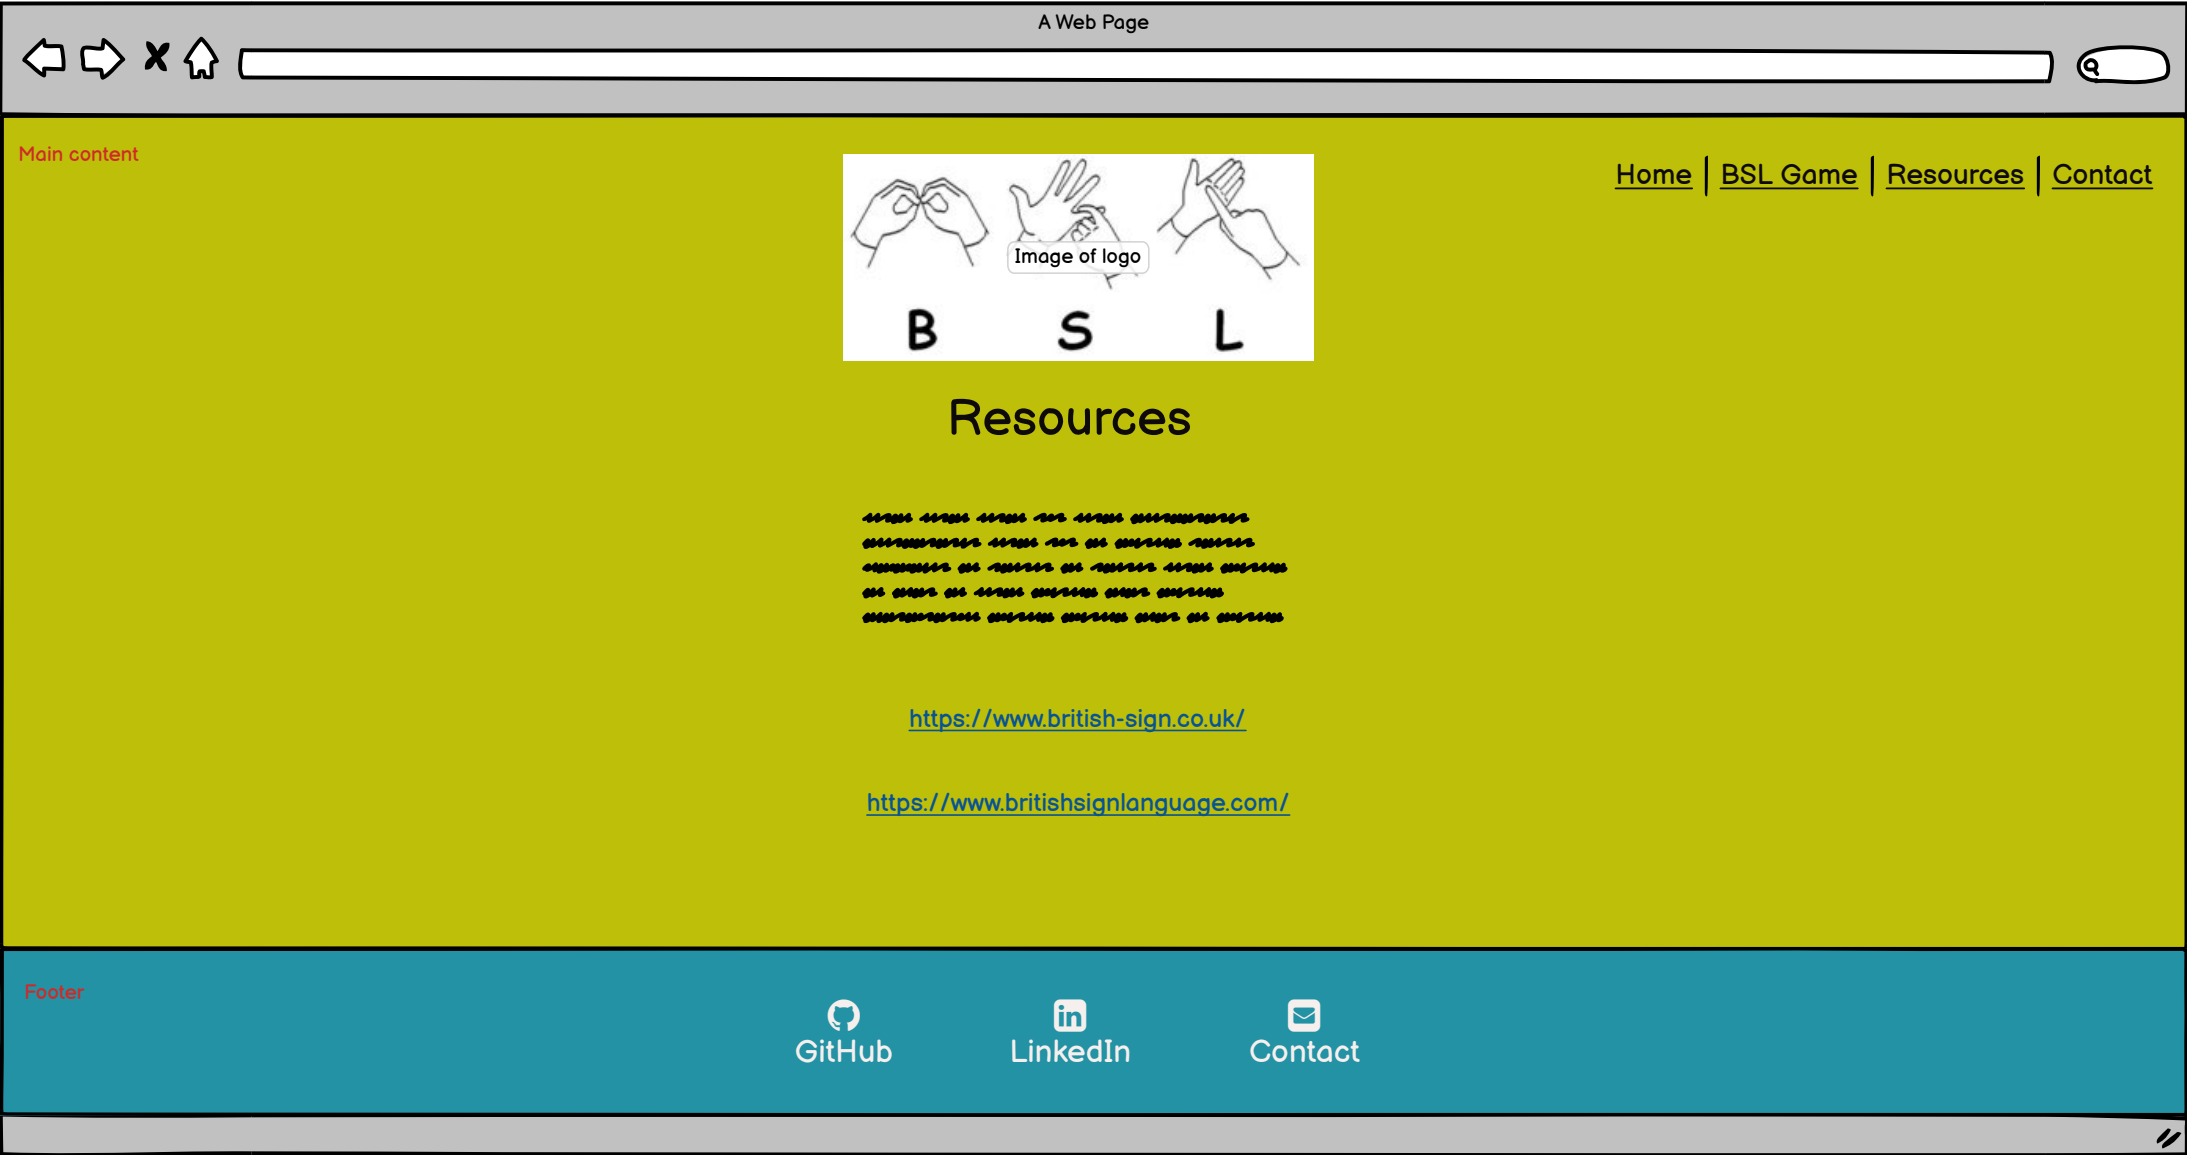 A Web Page
Main content
Home | BSL Game | Resources | Contact
Image of logo
B S L
Resources
https://www.british-sign.co.uk/
https://www.britishsignlanguage.com/
Footer
GitHub LinkedIn Contact